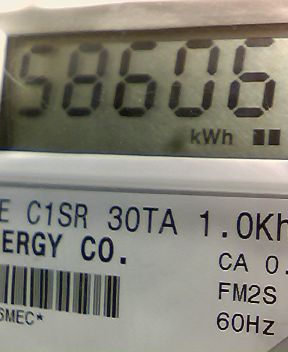 58606
kWh
E C1SR 30TA 1.0Kh
ERGY CO.
CA 0.
FM2S
SMEC*
60Hz